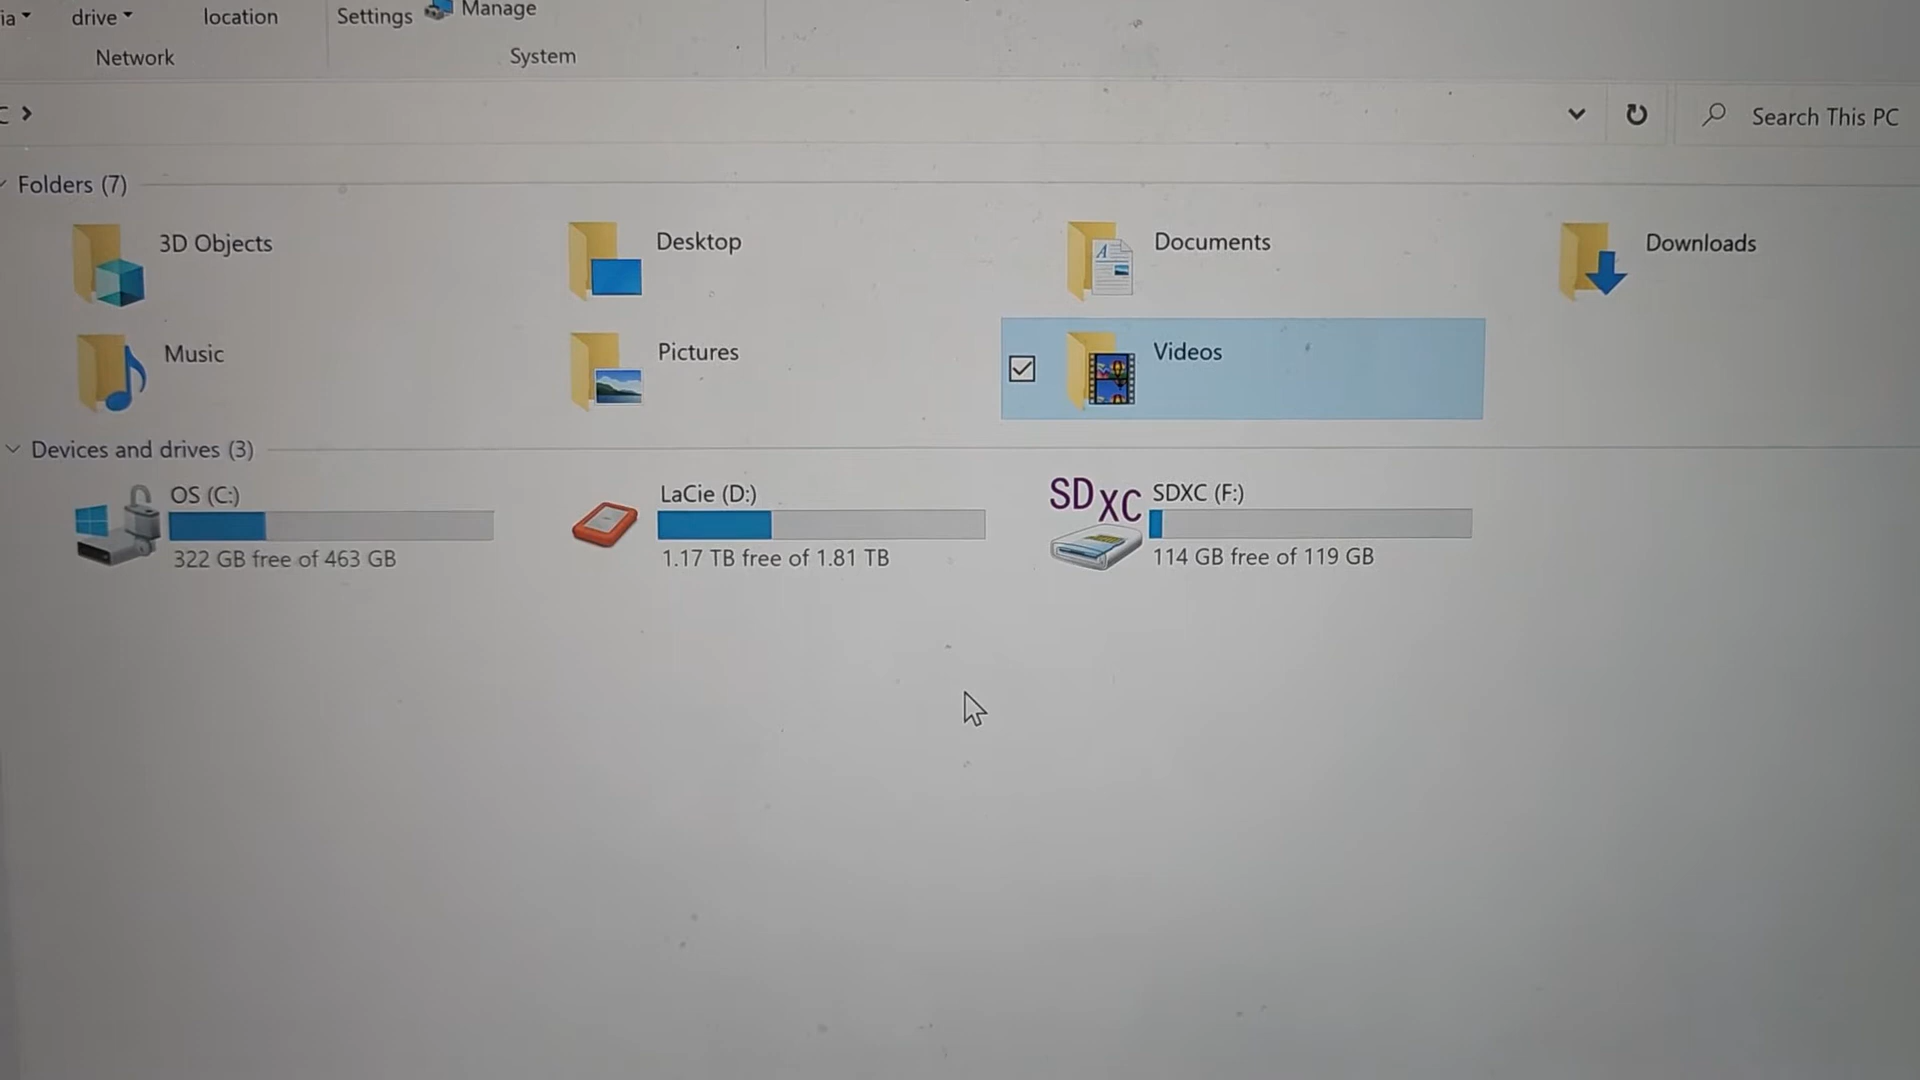 ia drive location Settings Manage
Network System
Search This PC
Folders (7)
3D Objects Desktop Documents Downloads
Music Pictures Videos
Devices and drives (3)
OS (C:) LaCie (D:) SDXC SDXC (F:)
322 GB free of 463 GB 1.17 TB free of 1.81 TB 114 GB free of 119 GB